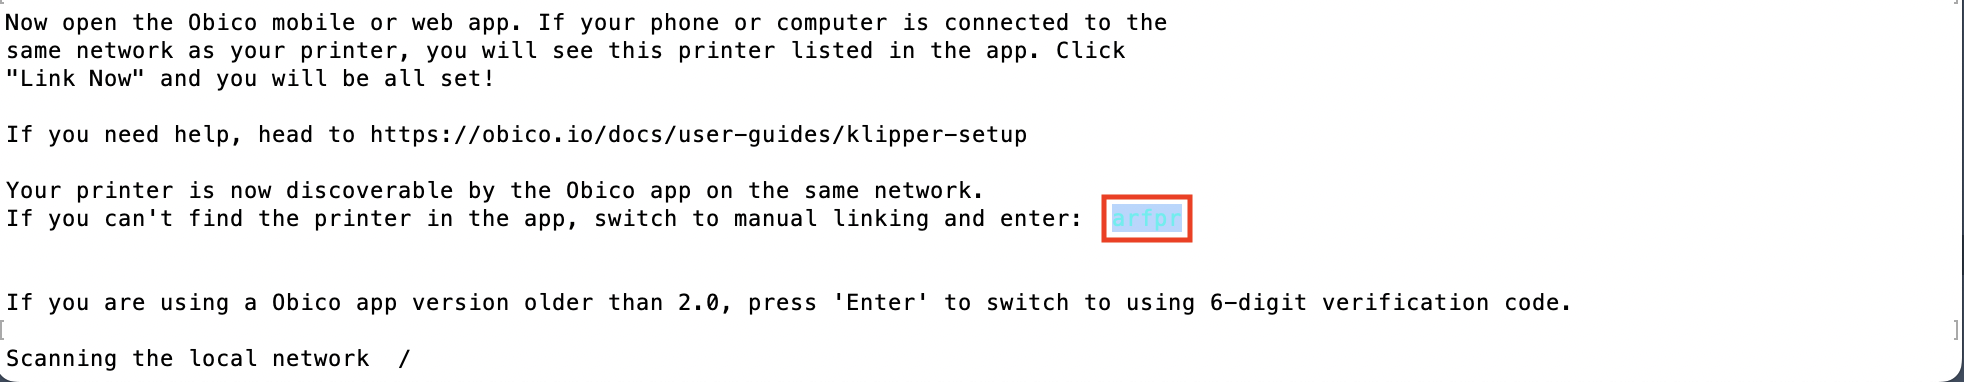 Now open the Obico mobile or web app. If your phone or computer is connected to the
same network as your printer, you will see this printer listed in the app. Click
"Link Now" and you will be all set!
If you need help, head to https://obico.io/docs/user-guides/klipper-setup
Your printer is now discoverable by the Obico app on the same network.
If you can't find the printer in the app, switch to manual linking and enter: arfpr
If you are using a Obico app version older than 2.0, press 'Enter' to switch to using 6-digit verification code.
[ ]
Scanning the local network /